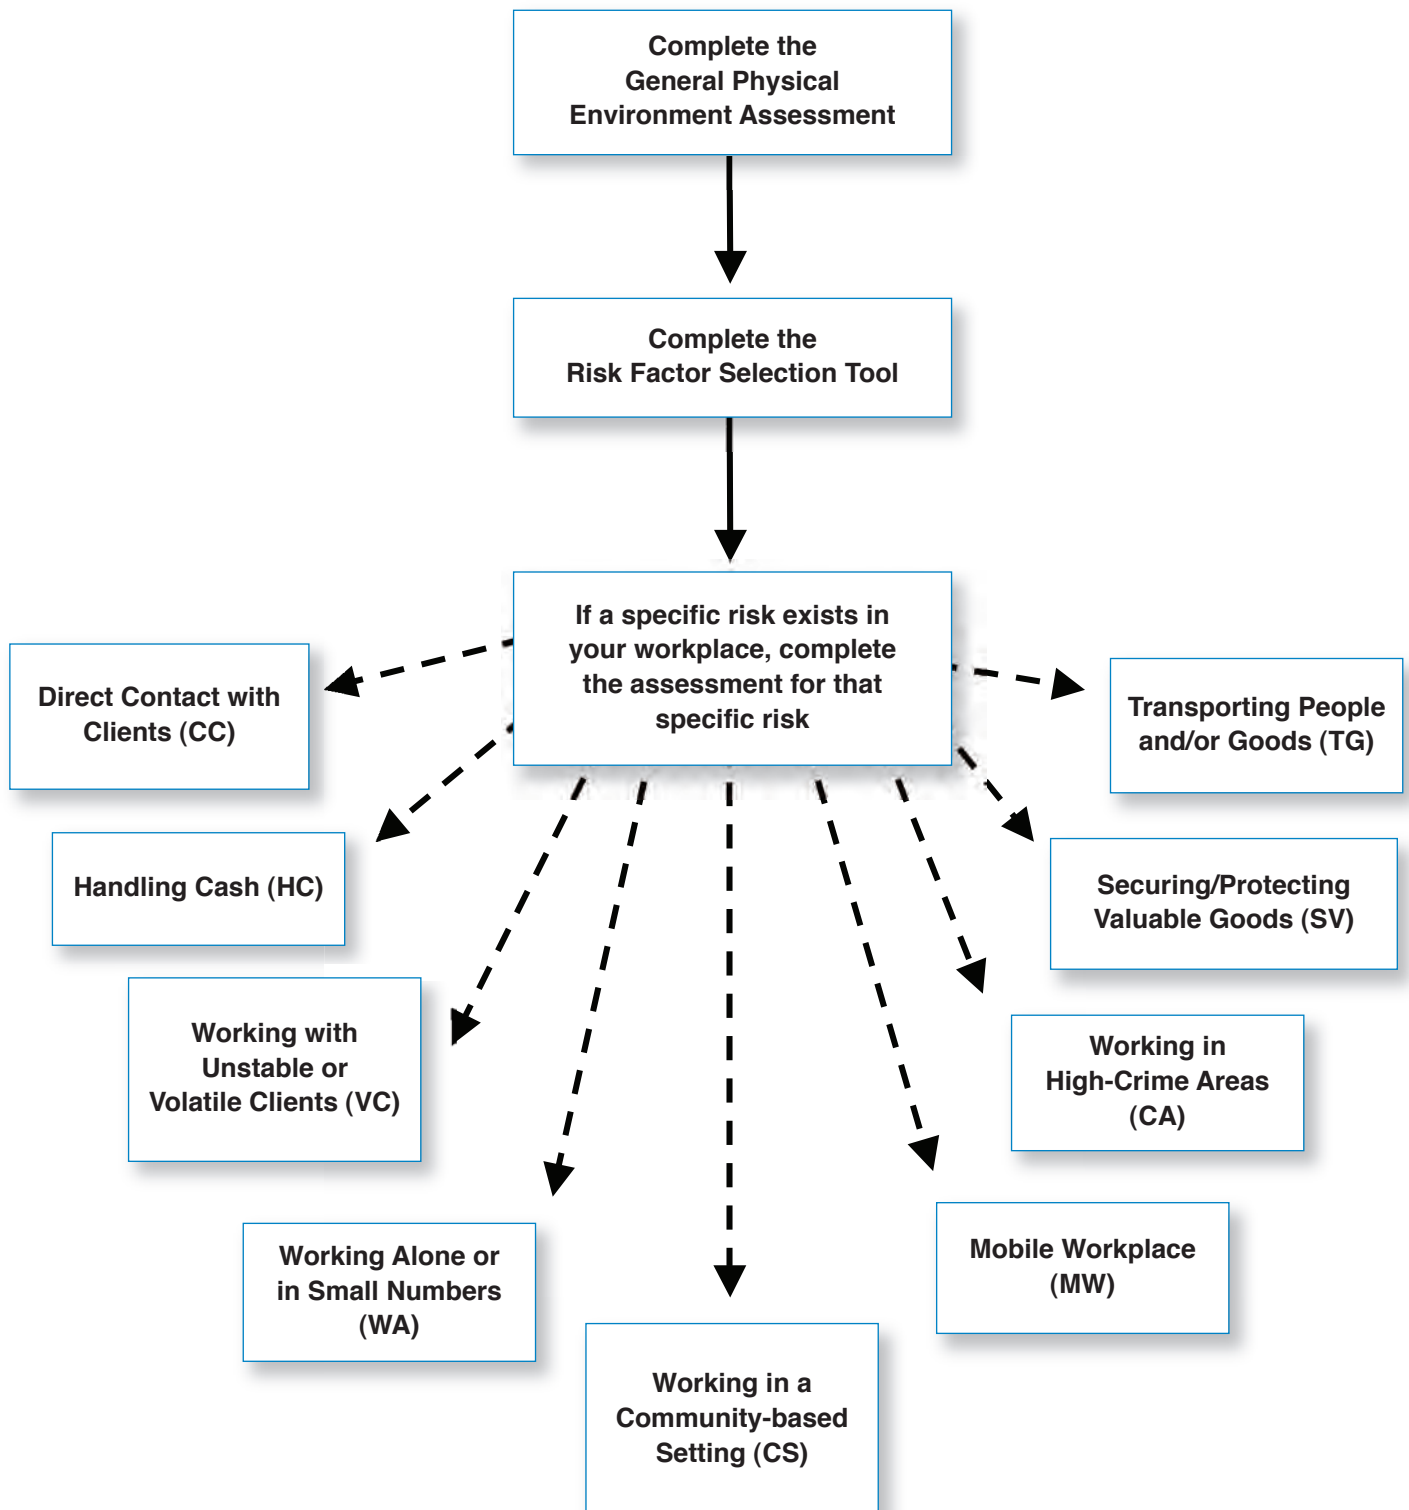 Complete the
General Physical
Environment Assessment
Complete the
Risk Factor Selection Tool
If a specific risk exists in
your workplace, complete
the assessment for that
specific risk
Direct Contact with
Clients (CC)
Handling Cash (HC)
Working with
Unstable or
Volatile Clients (VC)
Working Alone or
in Small Numbers
(WA)
Working in a
Community-based
Setting (CS)
Mobile Workplace
(MW)
Working in
High-Crime Areas
(CA)
Securing/Protecting
Valuable Goods (SV)
Transporting People
and/or Goods (TG)